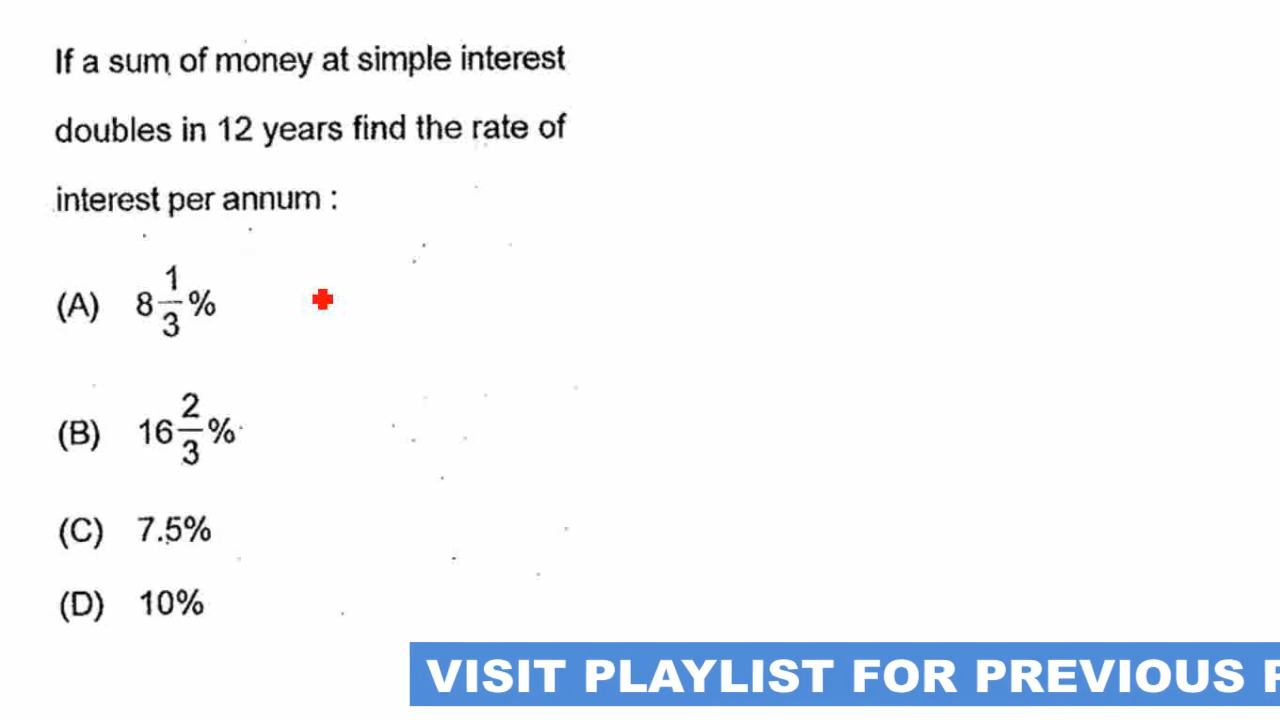 If a sum of money at simple interest
doubles in 12 years find the rate of
interest per annum :
(A) 8 1/3 %
(B) 16 2/3 %
(C) 7.5%
(D) 10%
VISIT PLAYLIST FOR PREVIOUS